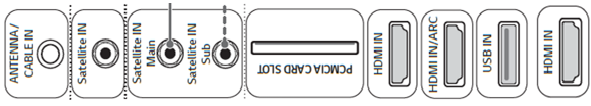 ANTENNA /
CABLE IN
Satellite IN
Satellite IN
Main
Satellite IN
Sub
PCMCIA CARD SLOT
HDMI IN
HDMI IN/ARC
USB IN
HDMI IN